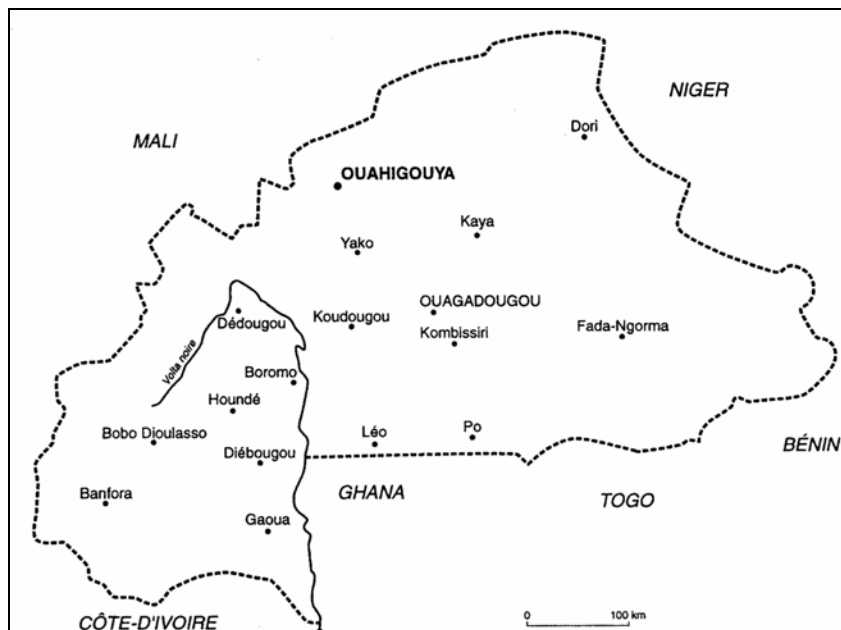 NIGER
Dori
MALI
OUAHIGOUYA
Kaya
Yako
OUAGADOUGOU
Koudougou
Dédougou
Kombissiri
Fada-Ngorma
Volta noire
Boromo
Houndé
Bobo Dioulasso
Léo
Po
BÉNIN
Diébougou
Banfora
GHANA
TOGO
Gaoua
CÔTE-D'IVOIRE
0 100 km